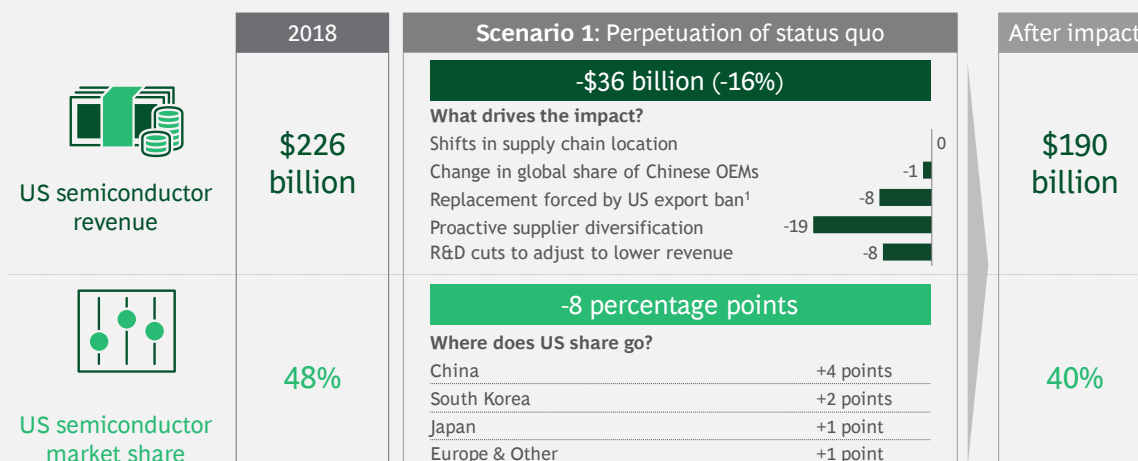 2018
Scenario 1: Perpetuation of status quo
After impact
US semiconductor
revenue
$226
billion
-$36 billion (-16%)
What drives the impact?
Shifts in supply chain location 0
Change in global share of Chinese OEMs -1
Replacement forced by US export ban¹ -8
Proactive supplier diversification -19
R&D cuts to adjust to lower revenue -8
$190
billion
US semiconductor
market share
48%
-8 percentage points
Where does US share go?
China +4 points
South Korea +2 points
Japan +1 point
Europe & Other +1 point
40%